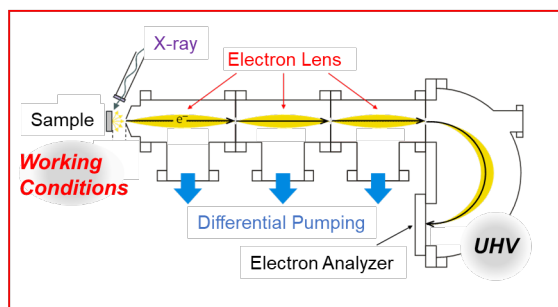 X-ray
Electron Lens
Sample
e⁻
Working
Conditions
Differential Pumping
UHV
Electron Analyzer